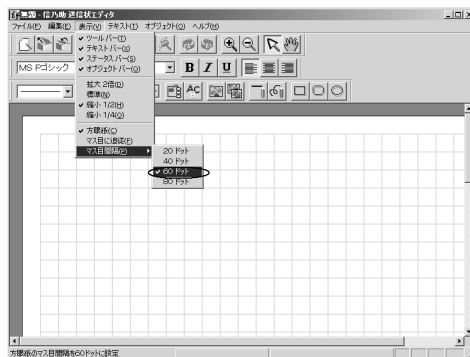 無題 - 信乃助 送信状エディタ
ファイル(F) 編集(E) 表示(V) テキスト(T) オブジェクト(O) ヘルプ(H)
✔ ツール バー(T)
✔ テキスト バー(X)
✔ ステータス バー(S)
✔ オブジェクト バー(O)
拡大 2倍(D)
標準(N)
✔ 縮小 1/2(H)
縮小 1/4(Q)
✔ 方眼紙(C)
マス目に追従(F)
マス目間隔(P)
20 ドット
40 ドット
✔ 60 ドット
80 ドット
MS Pゴシック
B I U
AC
方眼紙のマス目間隔を60ドットに設定